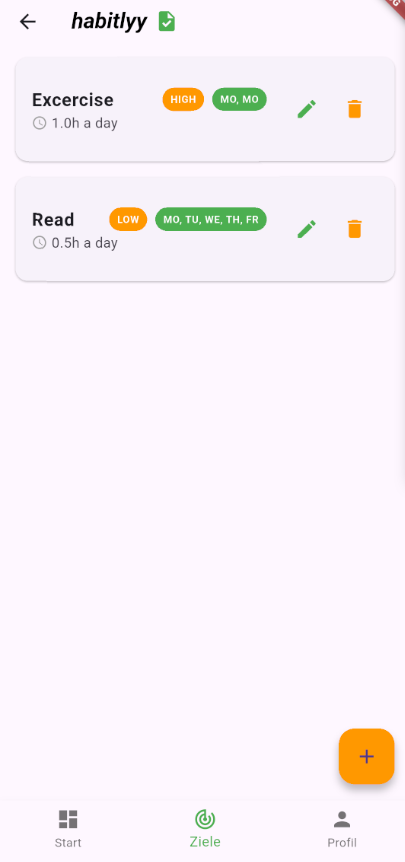 habitlyy
Excercise HIGH MO, MO
1.0h a day
Read LOW MO, TU, WE, TH, FR
0.5h a day
Start Ziele Profil